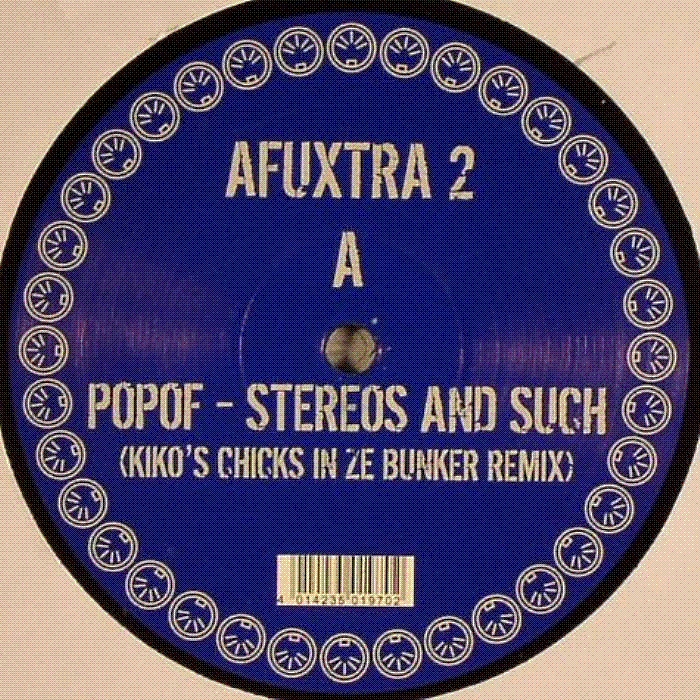 AFUXTRA 2
A
POPOF - STEREOS AND SUCH
(KIKO'S CHICKS IN ZE BUNKER REMIX)
4 014235 019702